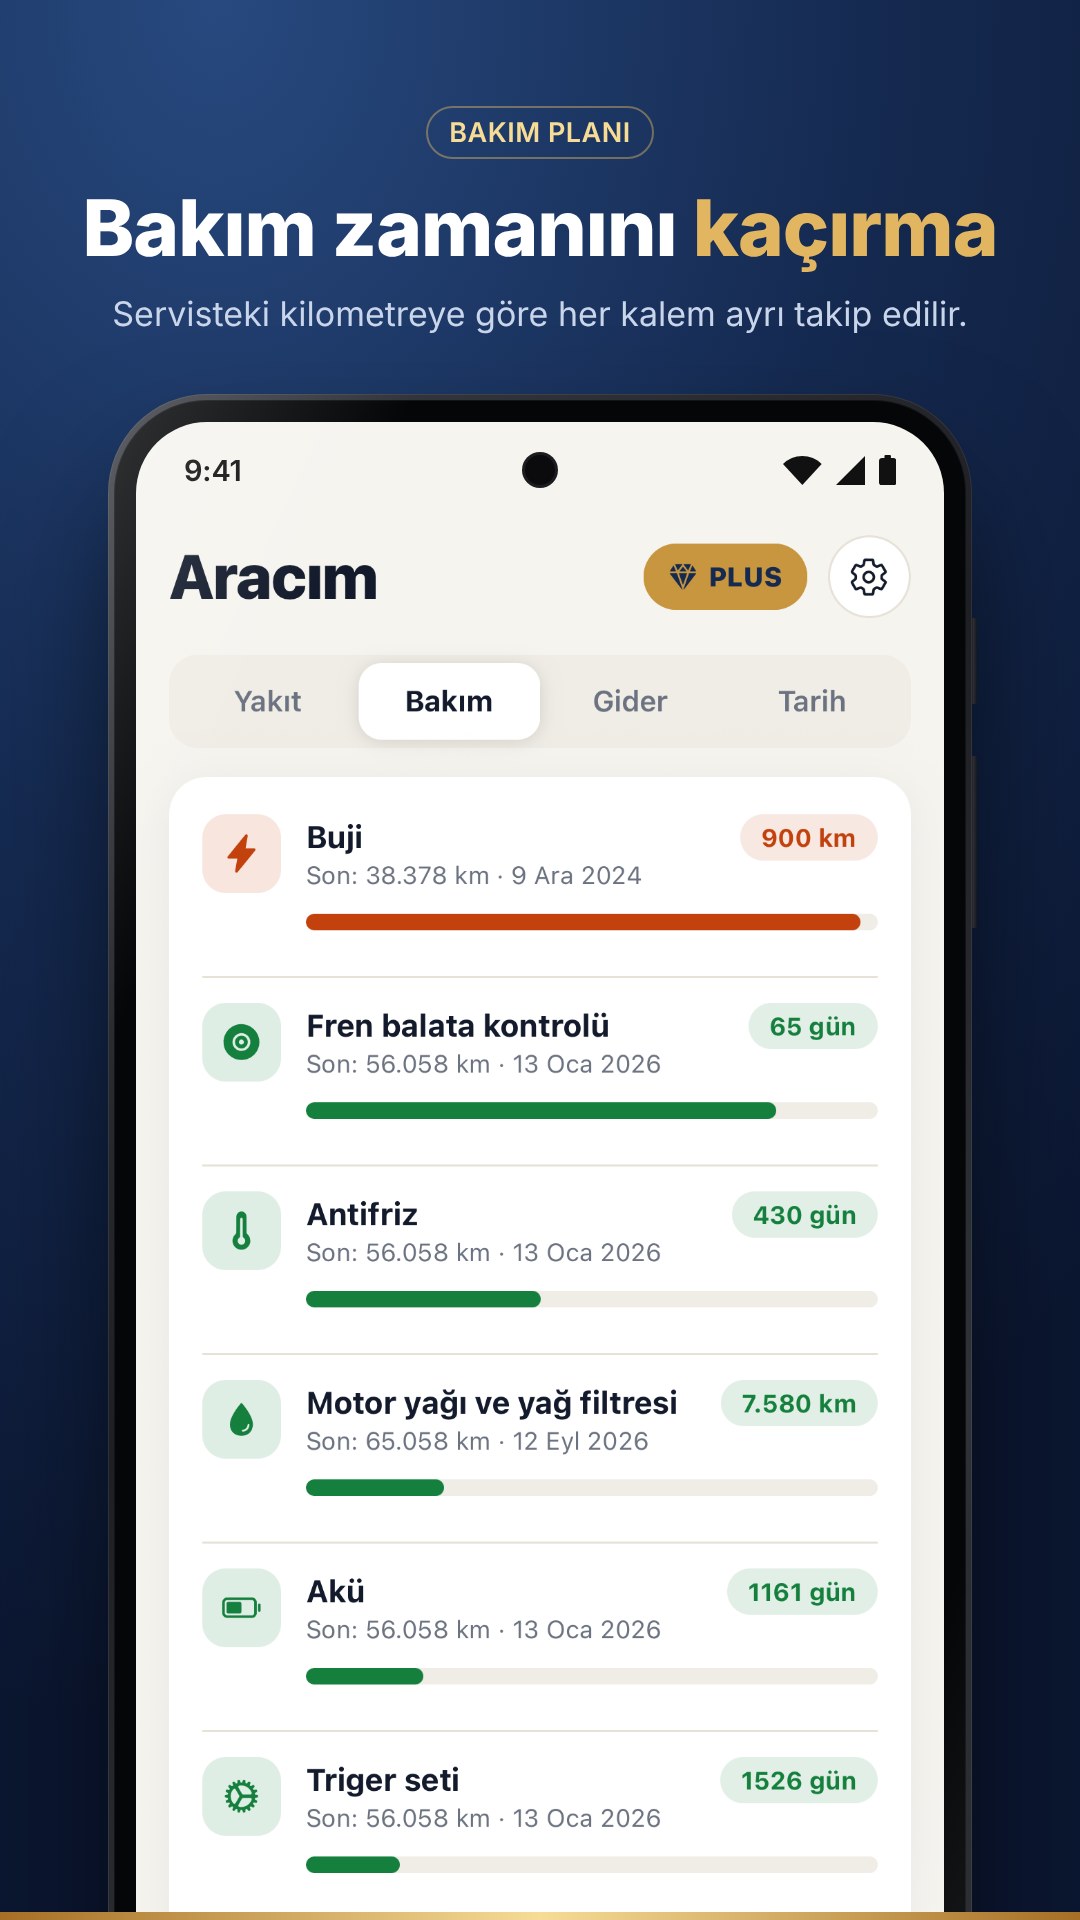 BAKIM PLANI
Bakım zamanını kaçırma
Servisteki kilometreye göre her kalem ayrı takip edilir.
9:41
Aracım
PLUS
Yakıt Bakım Gider Tarih
Buji 900 km
Son: 38.378 km · 9 Ara 2024
Fren balata kontrolü 65 gün
Son: 56.058 km · 13 Oca 2026
Antifriz 430 gün
Son: 56.058 km · 13 Oca 2026
Motor yağı ve yağ filtresi 7.580 km
Son: 65.058 km · 12 Eyl 2026
Akü 1161 gün
Son: 56.058 km · 13 Oca 2026
Triger seti 1526 gün
Son: 56.058 km · 13 Oca 2026